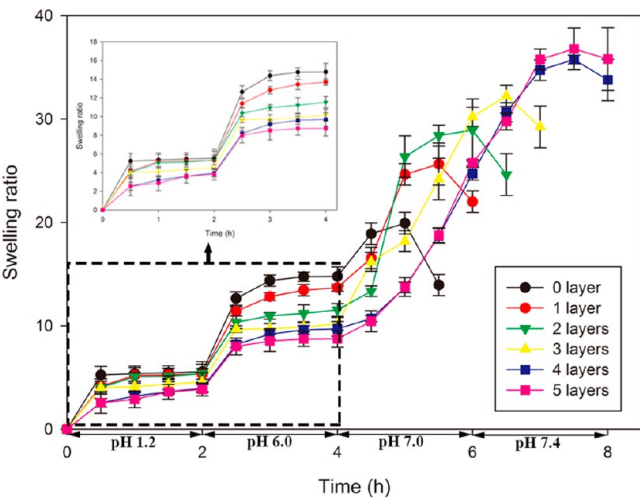 40
30
20
10
0
Swelling ratio
18
16
14
12
10
8
6
4
2
0
Swelling ratio
0 1 2 3 4
Time (h)
0 layer
1 layer
2 layers
3 layers
4 layers
5 layers
pH 1.2 pH 6.0 pH 7.0 pH 7.4
0 2 4 6 8
Time (h)